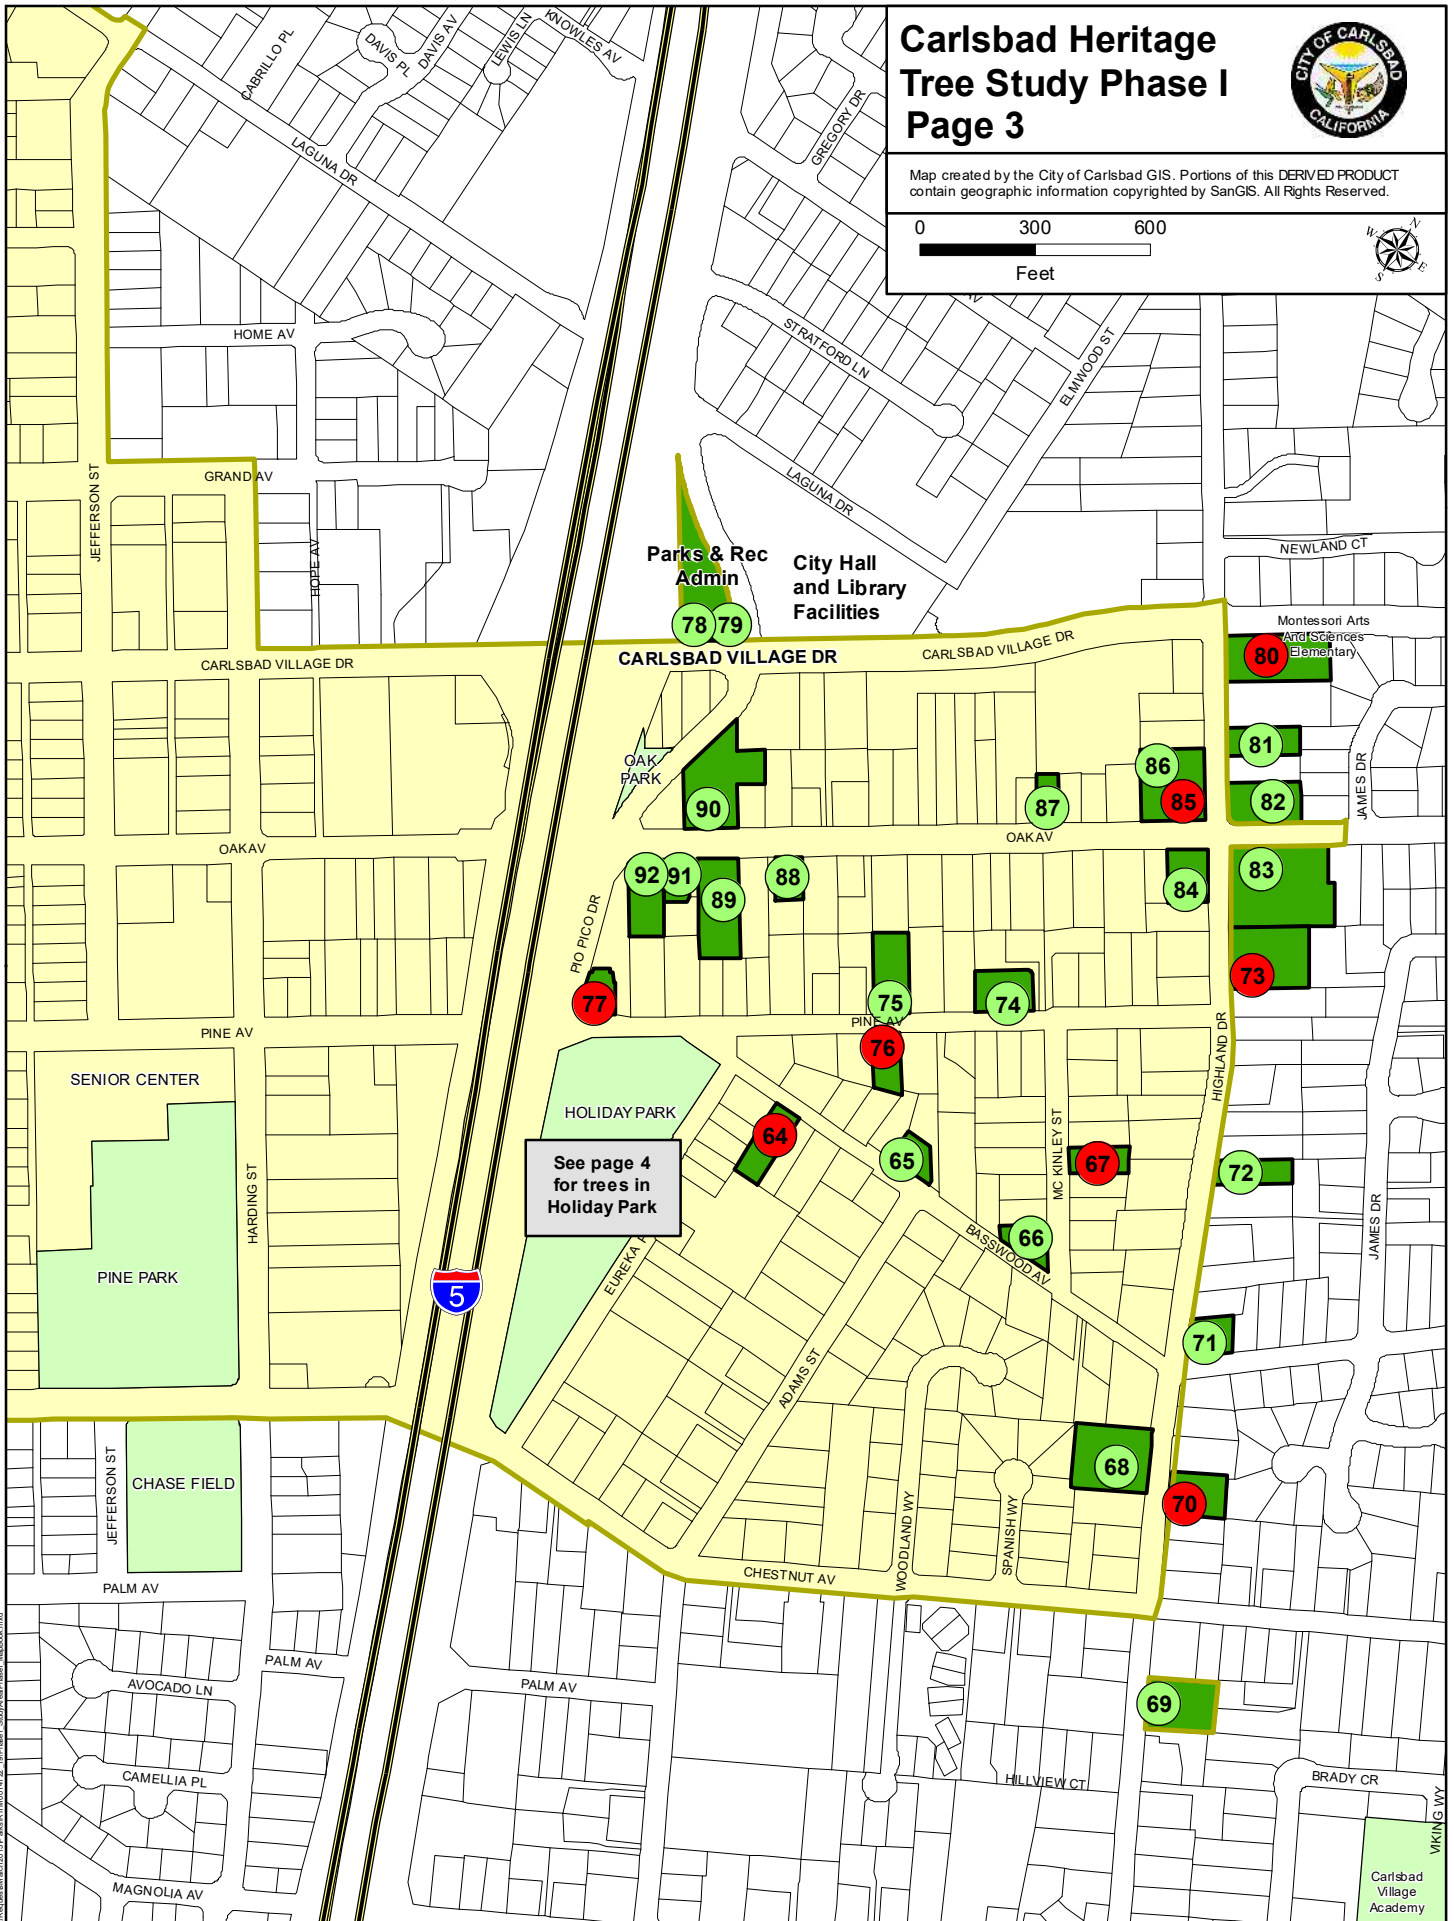 Carlsbad Heritage
Tree Study Phase I
Page 3
CITY OF CARLSBAD
CALIFORNIA
Map created by the City of Carlsbad GIS. Portions of this DERIVED PRODUCT
contain geographic information copyrighted by SanGIS. All Rights Reserved.
0 300 600
Feet
N
W
E
S
KNOWLES AV
LEWIS LN
DAVIS AV
DAVIS PL
CABRILLO PL
LAGUNA DR
GREGORY DR
AV
STRATFORD LN
ELMWOOD ST
HOME AV
GRAND AV
JEFFERSON ST
HOPE AV
LAGUNA DR
NEWLAND CT
Parks & Rec
Admin
City Hall
and Library
Facilities
78 79
CARLSBAD VILLAGE DR
CARLSBAD VILLAGE DR
CARLSBAD VILLAGE DR
Montessori Arts
And Sciences
Elementary
80
81
82
JAMES DR
OAK
PARK
90
87
86
85
OAK AV
OAK AV
92 91
89
88
84
83
PIO PICO DR
77
75
74
73
PINE AV
PINE AV
76
HIGHLAND DR
SENIOR CENTER
HOLIDAY PARK
64
65
MC KINLEY ST
67
72
See page 4
for trees in
Holiday Park
HARDING ST
JAMES DR
66
BASSWOOD AV
PINE PARK
5
71
ADAMS ST
68
70
CHASE FIELD
JEFFERSON ST
WOODLAND WY
SPANISH WY
CHESTNUT AV
PALM AV
PALM AV
AVOCADO LN
PALM AV
69
CAMELLIA PL
HILLVIEW CT
BRADY CR
VIKING WY
MAGNOLIA AV
Carlsbad
Village
Academy